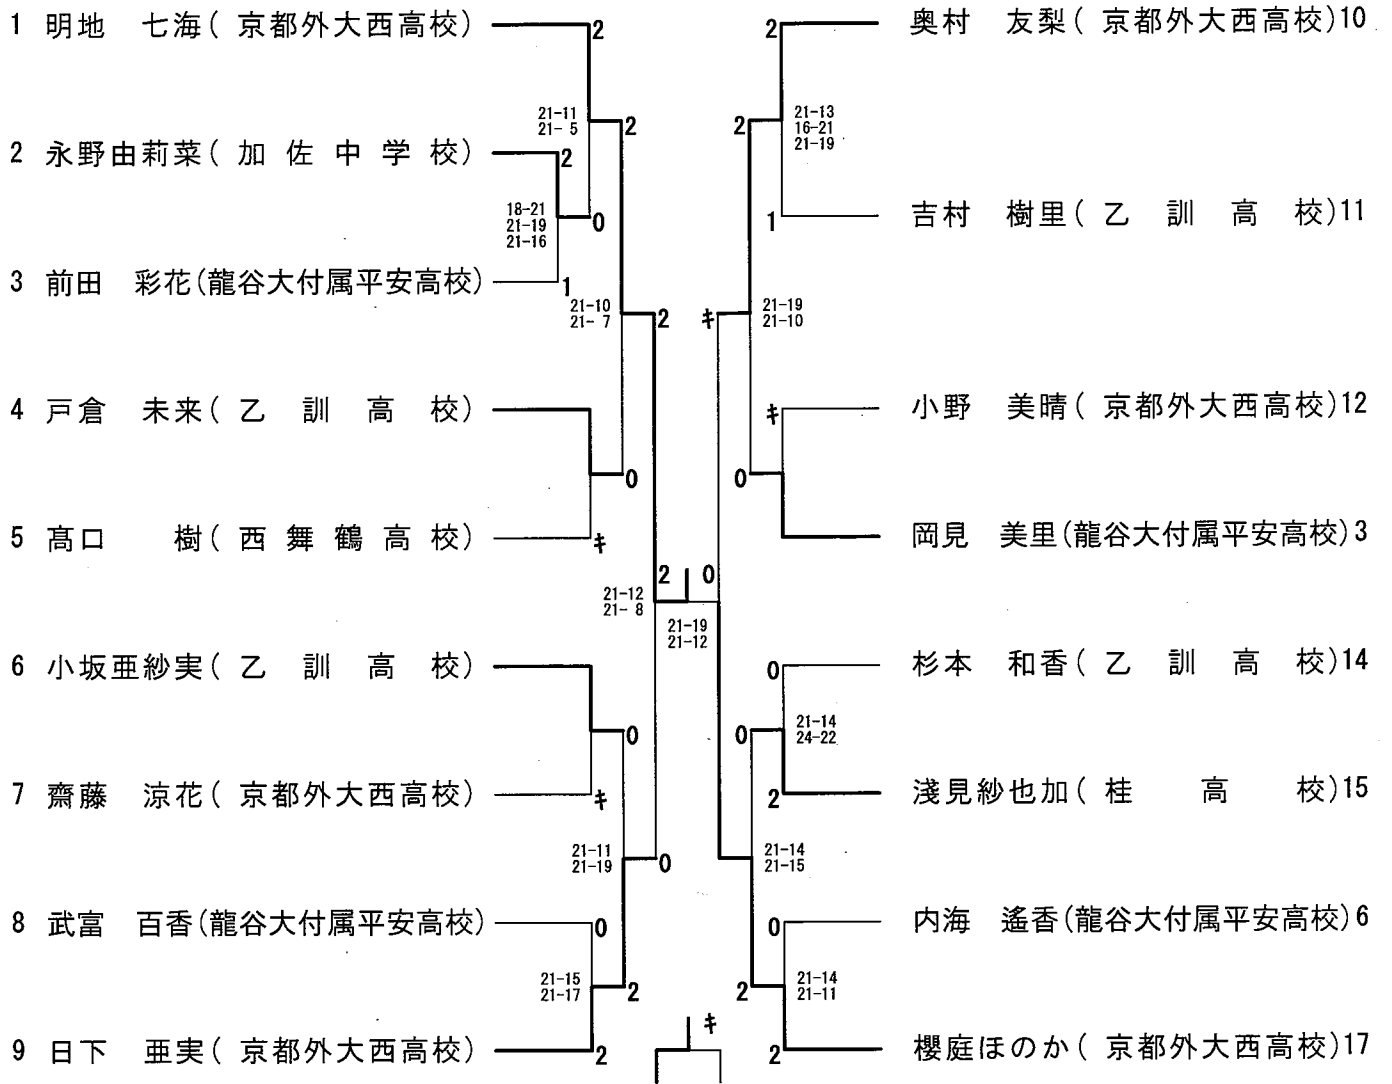 1 明地 七海( 京都外大西高校)
2
21-11
21- 5
2
2 永野由莉菜( 加佐中学校)
2
18-21
21-19
21-16
0
3 前田 彩花(龍谷大付属平安高校)
1
21-10
21- 7
2
4 戸倉 未来( 乙訓高校)
0
5 髙口 樹( 西舞鶴高校)
キ
21-12
21- 8
2
6 小坂亜紗実( 乙訓高校)
0
7 齋藤 涼花( 京都外大西高校)
キ
21-11
21-19
0
8 武富 百香(龍谷大付属平安高校)
0
21-15
21-17
2
9 日下 亜実( 京都外大西高校)
2
0
21-19
21-12
キ
2
奥村 友梨( 京都外大西高校)10
2
21-13
16-21
21-19
1
吉村 樹里( 乙訓高校)11
キ
21-19
21-10
キ
小野 美晴( 京都外大西高校)12
0
岡見 美里(龍谷大付属平安高校)3
0
杉本 和香( 乙訓高校)14
0
21-14
24-22
2
淺見紗也加( 桂高校)15
21-14
21-15
0
内海 遙香(龍谷大付属平安高校)6
2
21-14
21-11
2
櫻庭ほのか( 京都外大西高校)17